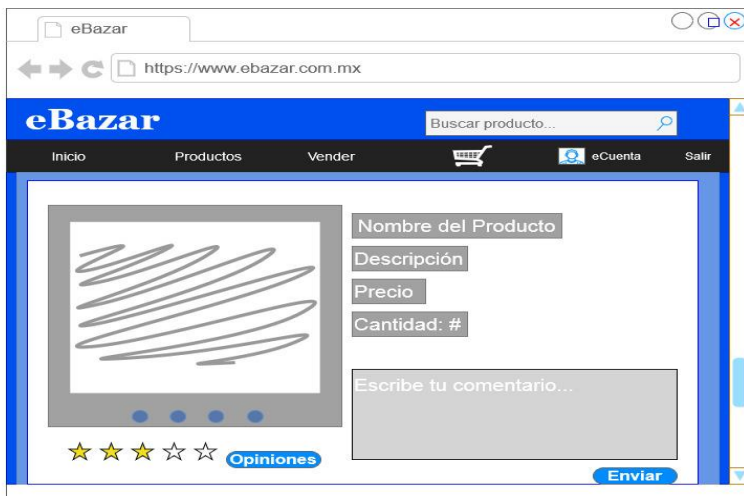 eBazar
https://www.ebazar.com.mx
eBazar
Buscar producto...
Inicio Productos Vender eCuenta Salir
Nombre del Producto
Descripción
Precio
Cantidad: #
Escribe tu comentario...
Opiniones
Enviar